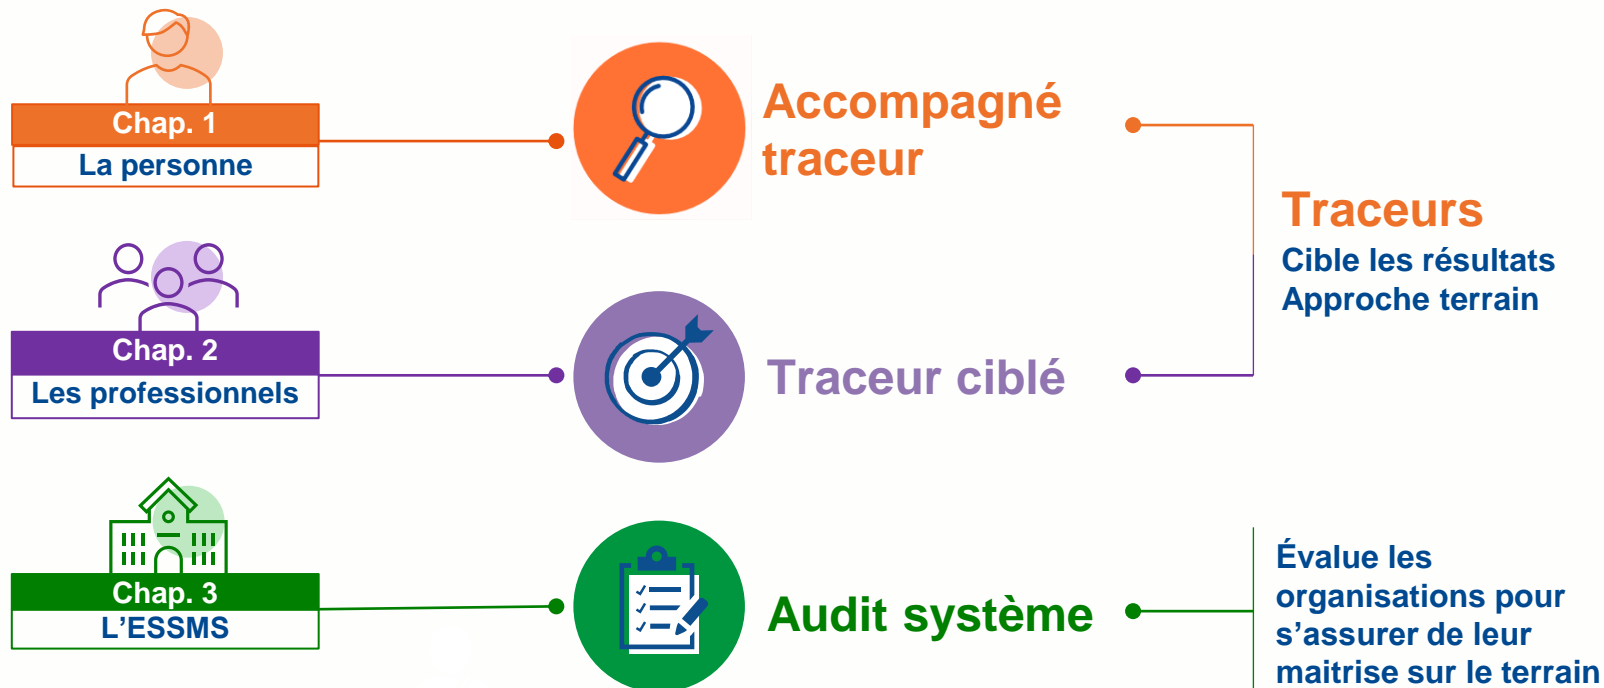 Chap. 1
La personne
Accompagné
traceur
Traceurs
Cible les résultats
Approche terrain
Chap. 2
Les professionnels
Traceur ciblé
Chap. 3
L’ESSMS
Audit système
Évalue les
organisations pour
s’assurer de leur
maitrise sur le terrain